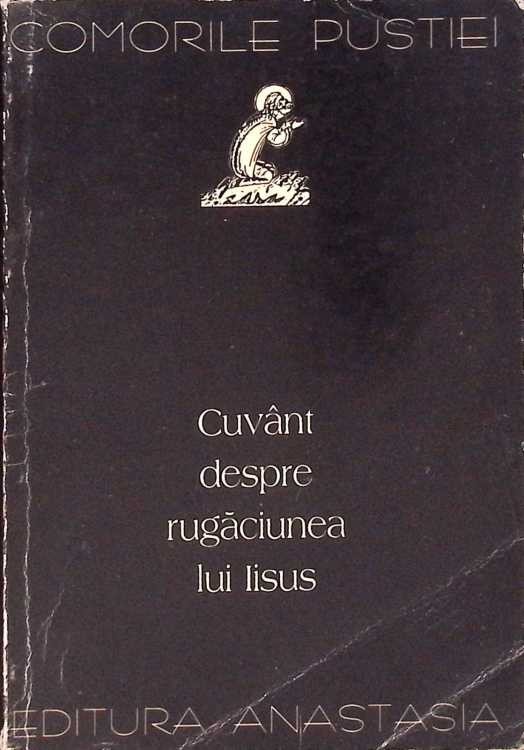 COMORILE PUSTIEI
Cuvânt
despre
rugăciunea
lui Iisus
EDITURA ANASTASIA